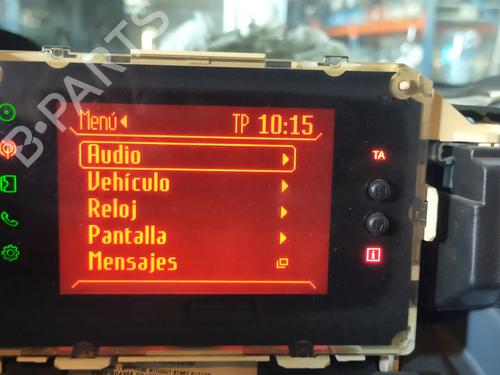 B-PARTS
Menú
TP 10:15
Audio
TA
Vehículo
Reloj
Pantalla
Mensajes
i